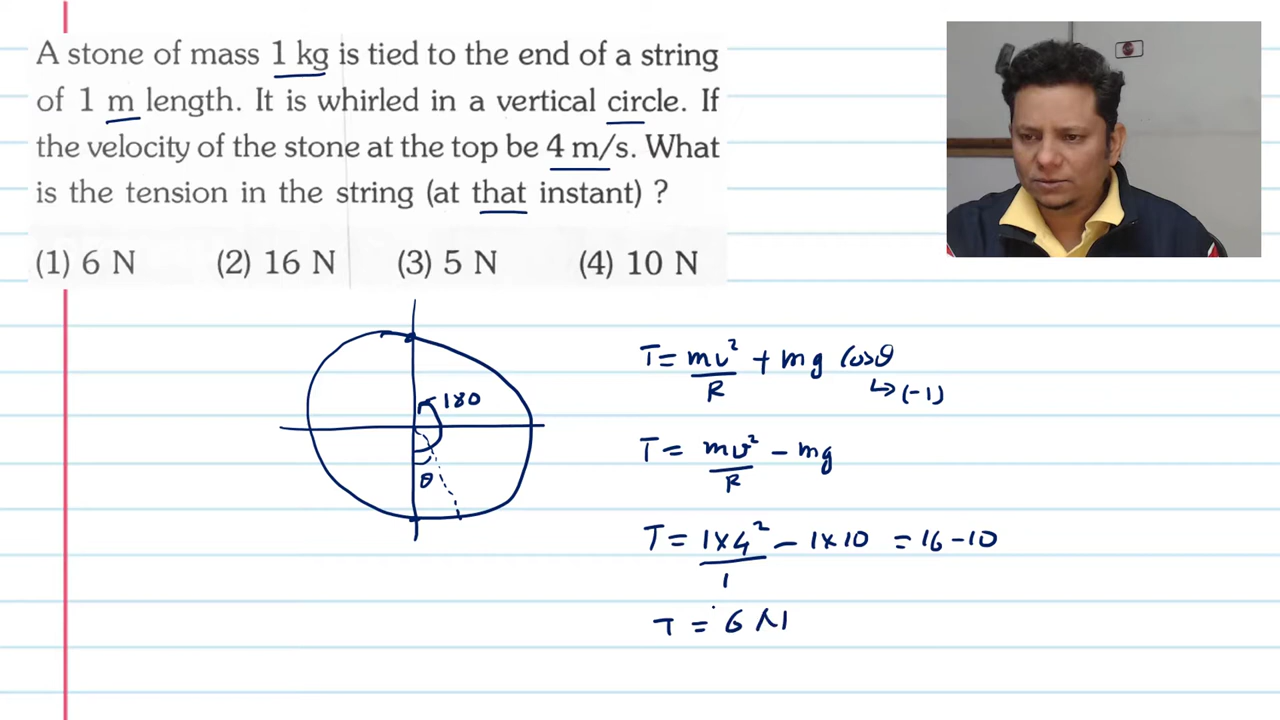 A stone of mass 1 kg is tied to the end of a string
of 1 m length. It is whirled in a vertical circle. If
the velocity of the stone at the top be 4 m/s. What
is the tension in the string (at that instant) ?
(1) 6 N (2) 16 N (3) 5 N (4) 10 N
180
θ
T = mv²/R + mg cosθ
↳ (-1)
T = mv²/R - mg
T = 1×4²/1 - 1×10 = 16-10
T = 6 N